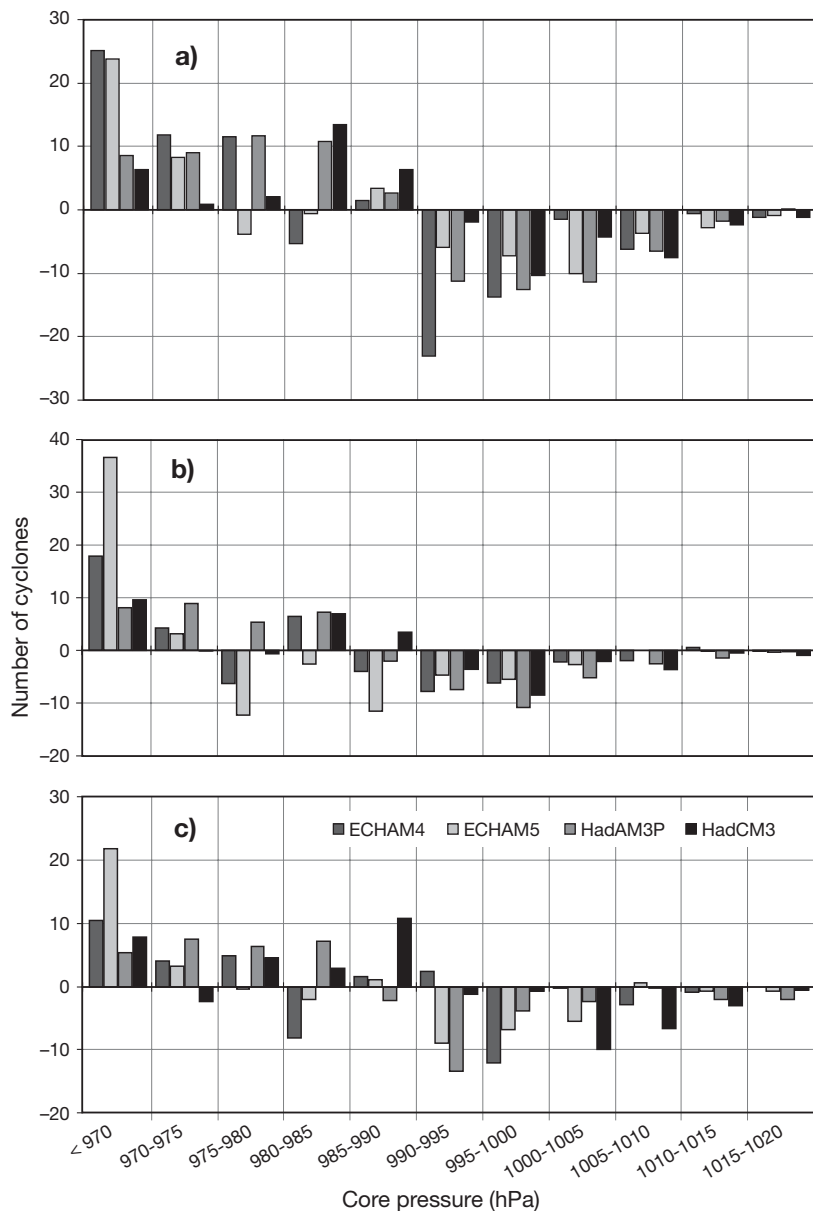 30
20
a)
10
0
–10
–20
–30
40
b)
30
20
10
0
–10
–20
Number of cyclones
30
c)
ECHAM4 ECHAM5 HadAM3P HadCM3
20
10
0
–10
–20
< 970 970-975 975-980 980-985 985-990 990-995 995-1000 1000-1005 1005-1010 1010-1015 1015-1020
Core pressure (hPa)